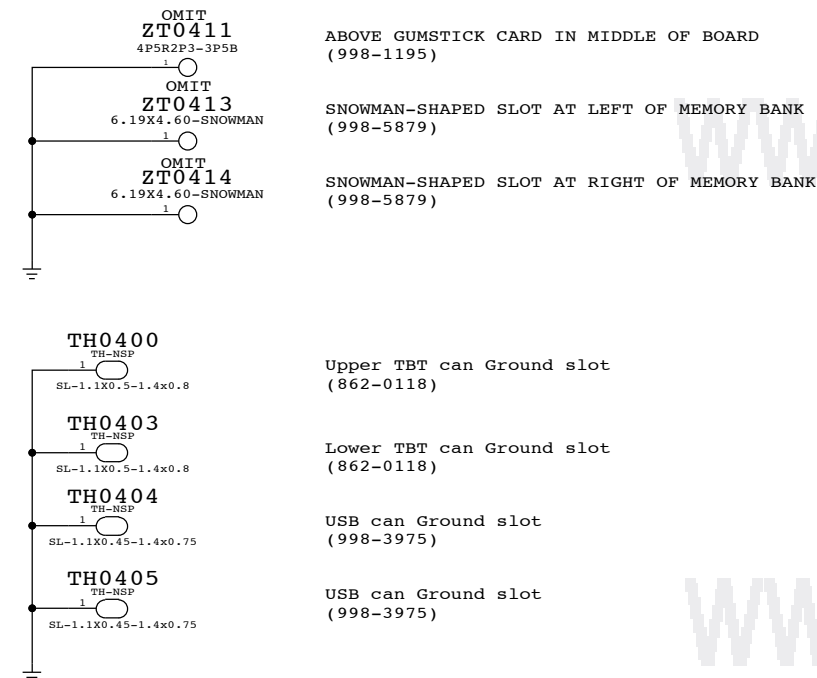 OMIT
ZT0411
4P5R2P3-3P5B
1
ABOVE GUMSTICK CARD IN MIDDLE OF BOARD
(998-1195)
OMIT
ZT0413
6.19X4.60-SNOWMAN
1
SNOWMAN-SHAPED SLOT AT LEFT OF MEMORY BANK
(998-5879)
OMIT
ZT0414
6.19X4.60-SNOWMAN
1
SNOWMAN-SHAPED SLOT AT RIGHT OF MEMORY BANK
(998-5879)
TH0400
TH-NSP
1
SL-1.1X0.5-1.4x0.8
Upper TBT can Ground slot
(862-0118)
TH0403
TH-NSP
1
SL-1.1X0.5-1.4x0.8
Lower TBT can Ground slot
(862-0118)
TH0404
TH-NSP
1
SL-1.1X0.45-1.4x0.75
USB can Ground slot
(998-3975)
TH0405
TH-NSP
1
SL-1.1X0.45-1.4x0.75
USB can Ground slot
(998-3975)